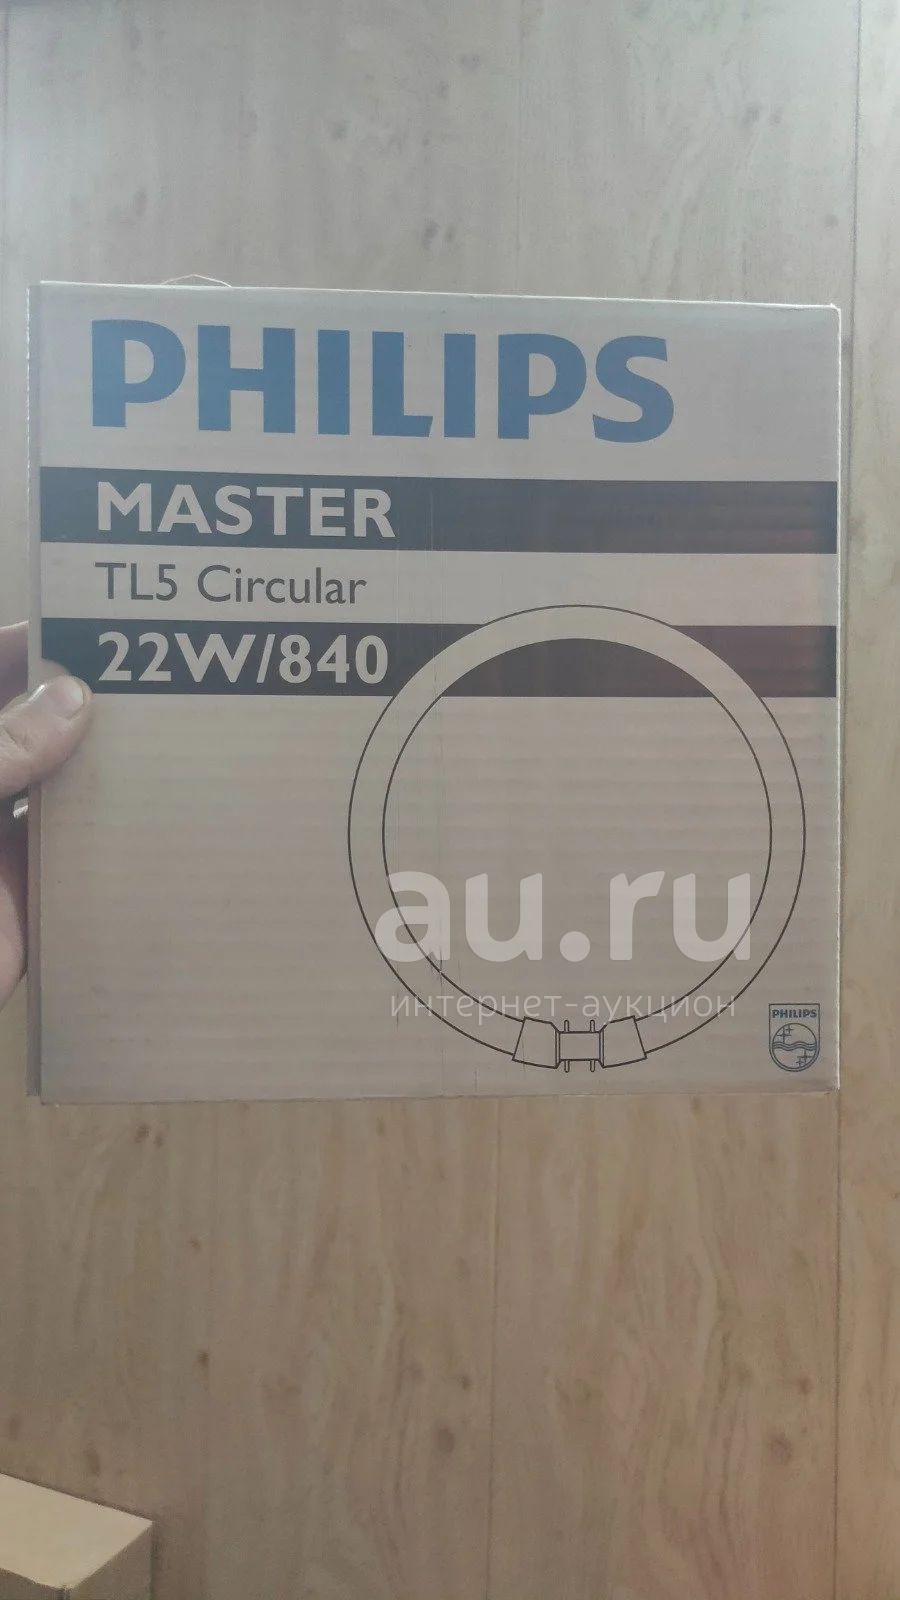 PHILIPS
MASTER
TL5 Circular
22W/840
au.ru
интернет-аукцион
PHILIPS